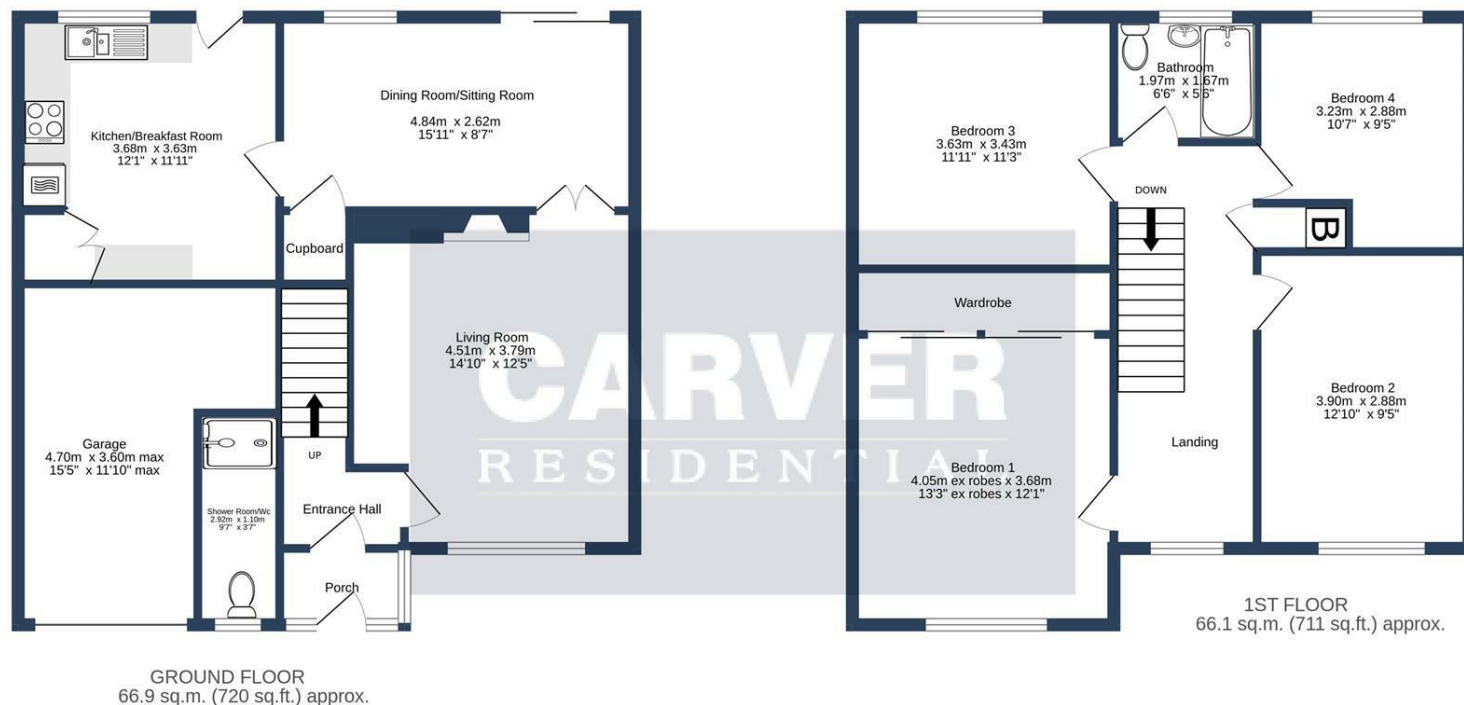 Kitchen/Breakfast Room
3.68m x 3.63m
12'1" x 11'11"
Dining Room/Sitting Room
4.84m x 2.62m
15'11" x 8'7"
Cupboard
Living Room
4.51m x 3.79m
14'10" x 12'5"
Garage
4.70m x 3.60m max
15'5" x 11'10" max
UP
Shower Room/Wc
2.92m x 1.10m
9'7" x 3'7"
Entrance Hall
Porch
GROUND FLOOR
66.9 sq.m. (720 sq.ft.) approx.
Bathroom
1.97m x 1.67m
6'6" x 5'6"
Bedroom 3
3.63m x 3.43m
11'11" x 11'3"
Bedroom 4
3.23m x 2.88m
10'7" x 9'5"
DOWN
B
Wardrobe
Bedroom 2
3.90m x 2.88m
12'10" x 9'5"
Landing
Bedroom 1
4.05m ex robes x 3.68m
13'3" ex robes x 12'1"
1ST FLOOR
66.1 sq.m. (711 sq.ft.) approx.
CARVER
RESIDENTIAL